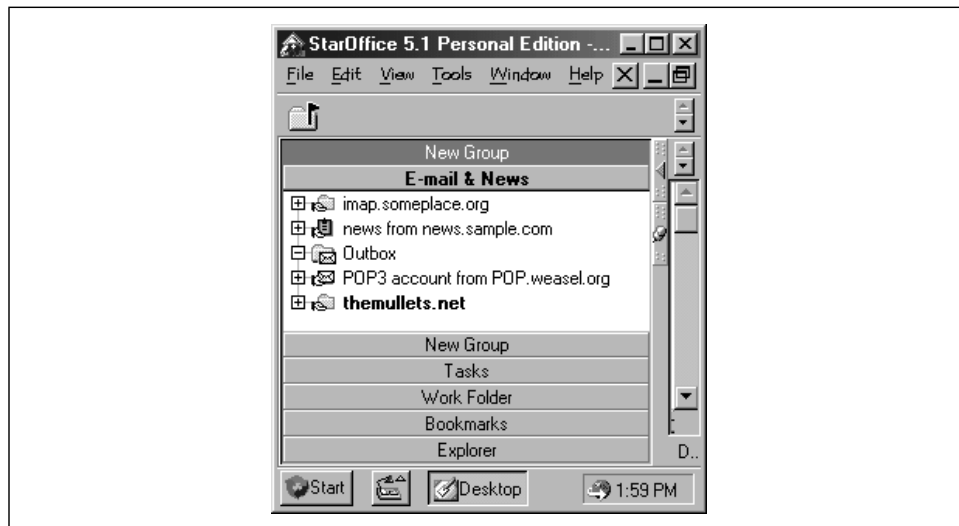 StarOffice 5.1 Personal Edition -...
File Edit View Tools Window Help
New Group
E-mail & News
imap.someplace.org
news from news.sample.com
Outbox
POP3 account from POP.weasel.org
themullets.net
New Group
Tasks
Work Folder
Bookmarks
Explorer
D..
Start Desktop 1:59 PM